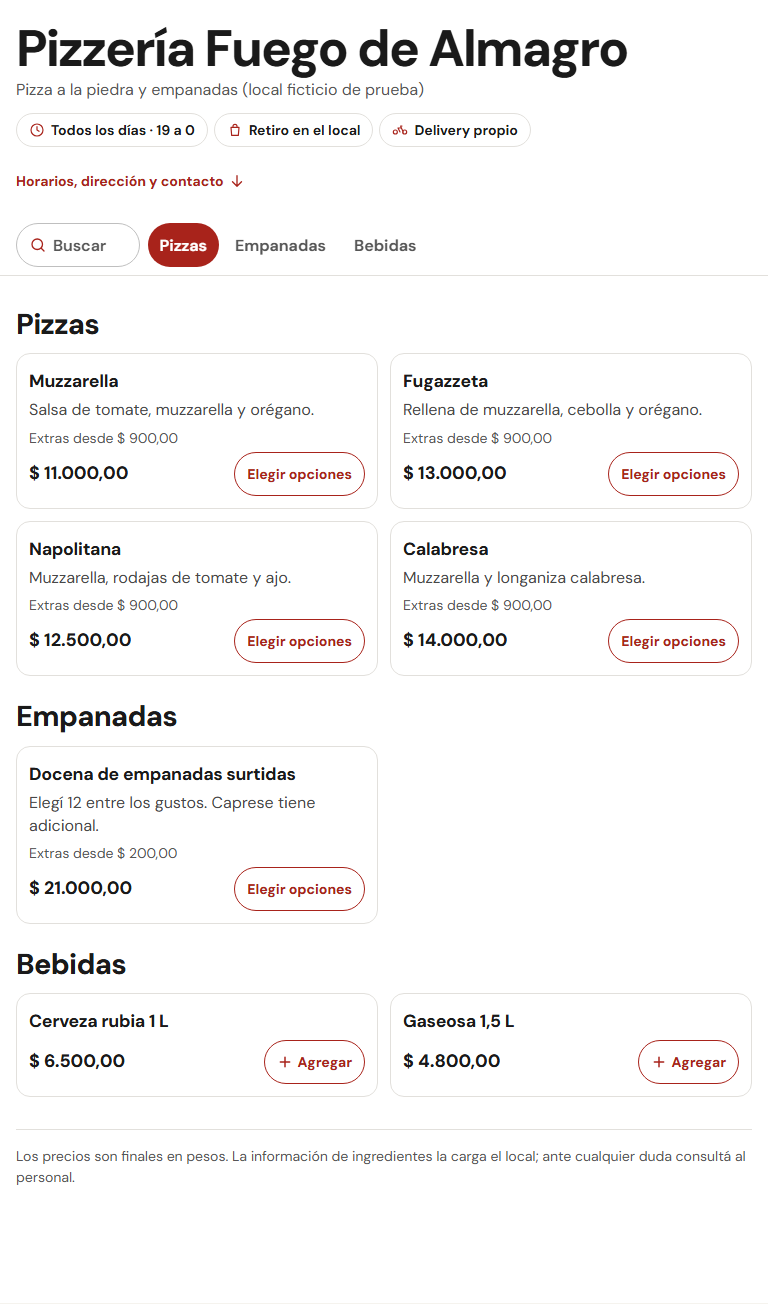 Pizzería Fuego de Almagro
Pizza a la piedra y empanadas (local ficticio de prueba)
Todos los días · 19 a 0
Retiro en el local
Delivery propio
Horarios, dirección y contacto ↓
Buscar
Pizzas
Empanadas
Bebidas
Pizzas
Muzzarella
Salsa de tomate, muzzarella y orégano.
Extras desde $ 900,00
$ 11.000,00
Elegir opciones
Fugazzeta
Rellena de muzzarella, cebolla y orégano.
Extras desde $ 900,00
$ 13.000,00
Elegir opciones
Napolitana
Muzzarella, rodajas de tomate y ajo.
Extras desde $ 900,00
$ 12.500,00
Elegir opciones
Calabresa
Muzzarella y longaniza calabresa.
Extras desde $ 900,00
$ 14.000,00
Elegir opciones
Empanadas
Docena de empanadas surtidas
Elegí 12 entre los gustos. Caprese tiene
adicional.
Extras desde $ 200,00
$ 21.000,00
Elegir opciones
Bebidas
Cerveza rubia 1 L
$ 6.500,00
+ Agregar
Gaseosa 1,5 L
$ 4.800,00
+ Agregar
Los precios son finales en pesos. La información de ingredientes la carga el local; ante cualquier duda consultá al
personal.